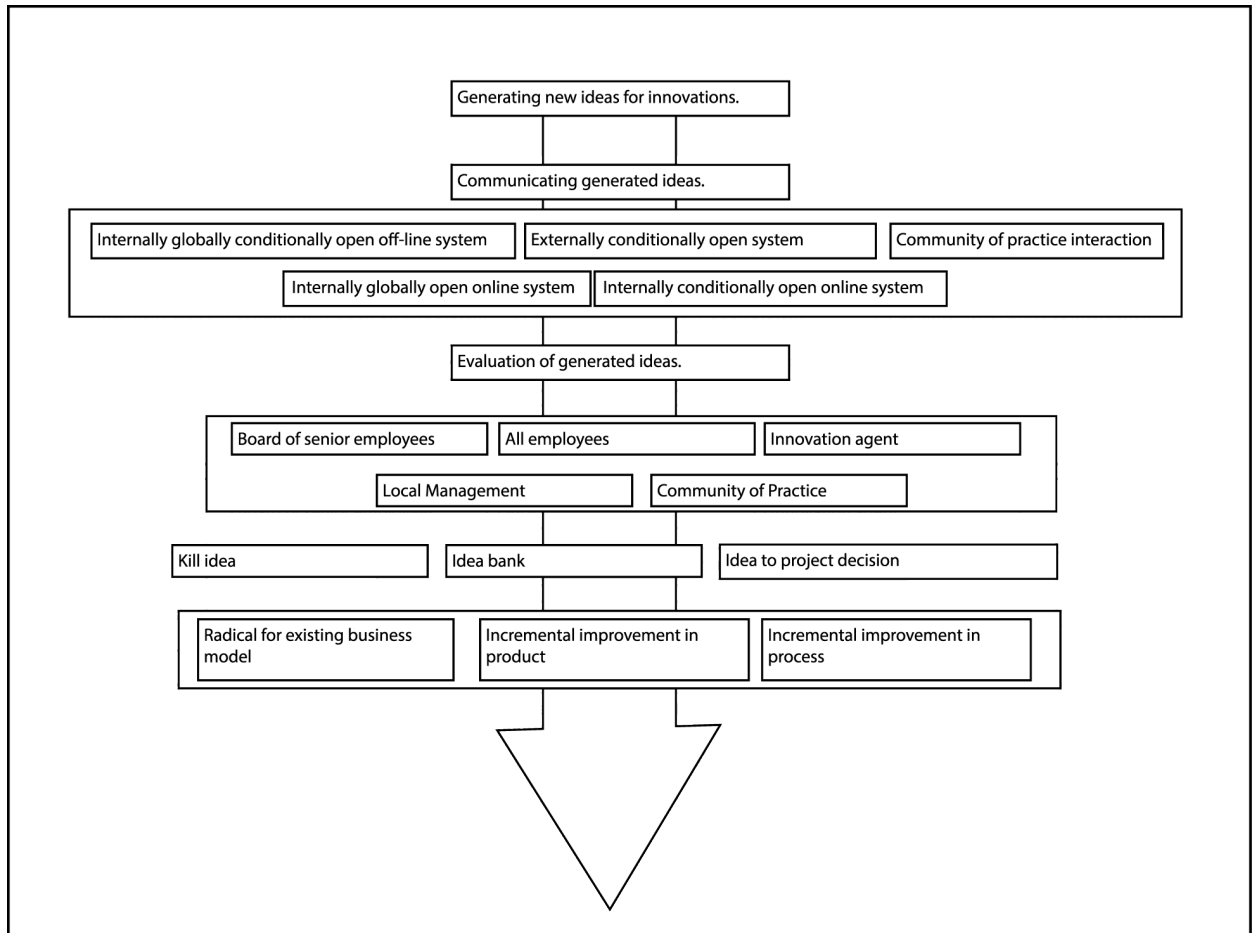 Generating new ideas for innovations.
Communicating generated ideas.
Internally globally conditionally open off-line system
Externally conditionally open system
Community of practice interaction
Internally globally open online system
Internally conditionally open online system
Evaluation of generated ideas.
Board of senior employees
All employees
Innovation agent
Local Management
Community of Practice
Kill idea
Idea bank
Idea to project decision
Radical for existing business
model
Incremental improvement in
product
Incremental improvement in
process